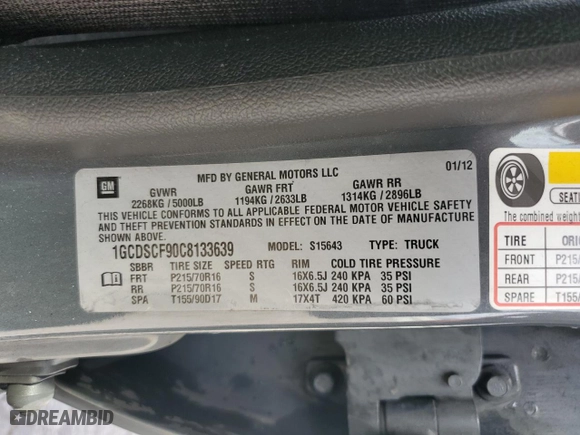 GM
MFD BY GENERAL MOTORS LLC
01/12
GVWR GAWR FRT GAWR RR
2268KG / 5000LB 1194KG / 2633LB 1314KG / 2896LB
THIS VEHICLE CONFORMS TO ALL APPLICABLE FEDERAL MOTOR VEHICLE SAFETY
AND THEFT PREVENTION STANDARDS IN EFFECT ON THE DATE OF MANUFACTURE
SHOWN ABOVE.
1GCDSCF90C8133639 MODEL: S15643 TYPE: TRUCK
SBBR TIRE SIZE SPEED RTG RIM COLD TIRE PRESSURE
FRT P215/70R16 S 16X6.5J 240 KPA 35 PSI
RR P215/70R16 S 16X6.5J 240 KPA 35 PSI
SPA T155/90D17 M 17X4T 420 KPA 60 PSI
The combined weight
TIRE
FRONT P215/
REAR P215/
SPARE T155/
DREAMBID